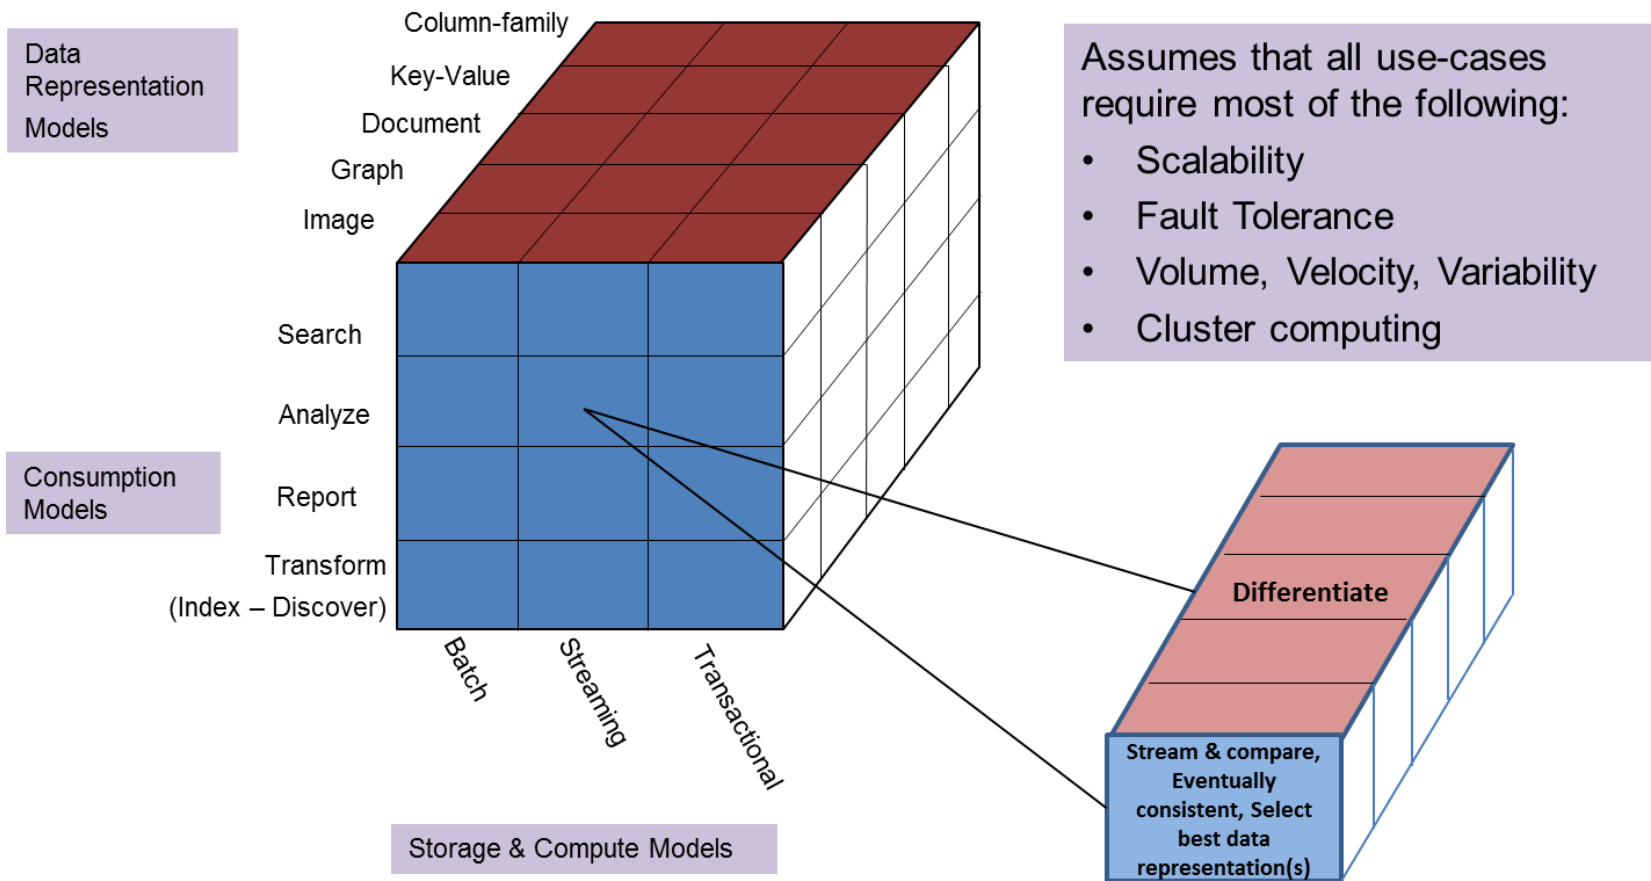 Data
Representation
Models
Column-family
Key-Value
Document
Graph
Image
Assumes that all use-cases
require most of the following:
• Scalability
• Fault Tolerance
• Volume, Velocity, Variability
• Cluster computing
Search
Analyze
Report
Transform
(Index – Discover)
Consumption
Models
Batch
Streaming
Transactional
Storage & Compute Models
Differentiate
Stream & compare,
Eventually
consistent, Select
best data
representation(s)